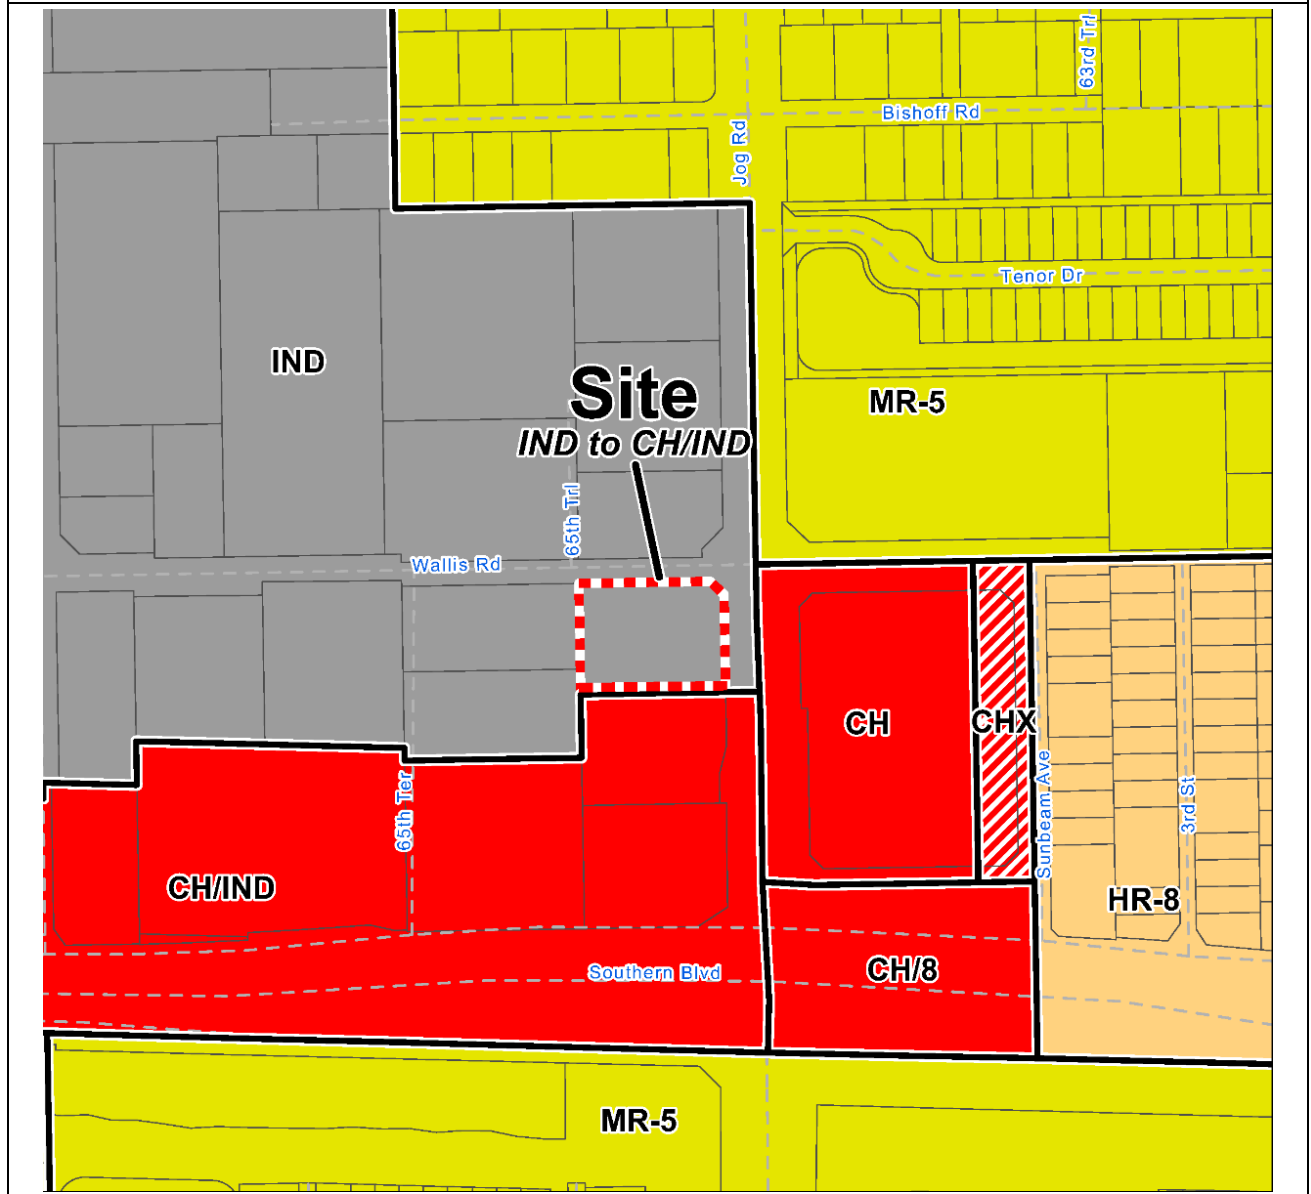 63rd Trl
Bishoff Rd
Jog Rd
Tenor Dr
IND
Site
IND to CH/IND
MR-5
65th Trl
Wallis Rd
CH
CHX
Sunbeam Ave
3rd St
65th Ter
CH/IND
HR-8
Southern Blvd
CH/8
MR-5